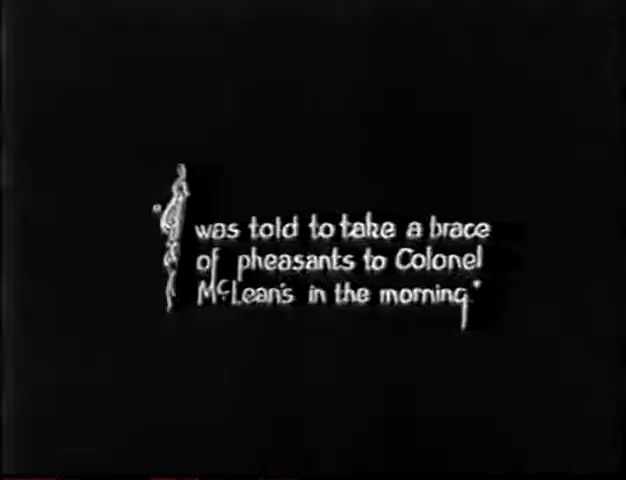 "I was told to take a brace
of pheasants to Colonel
McLean's in the morning."